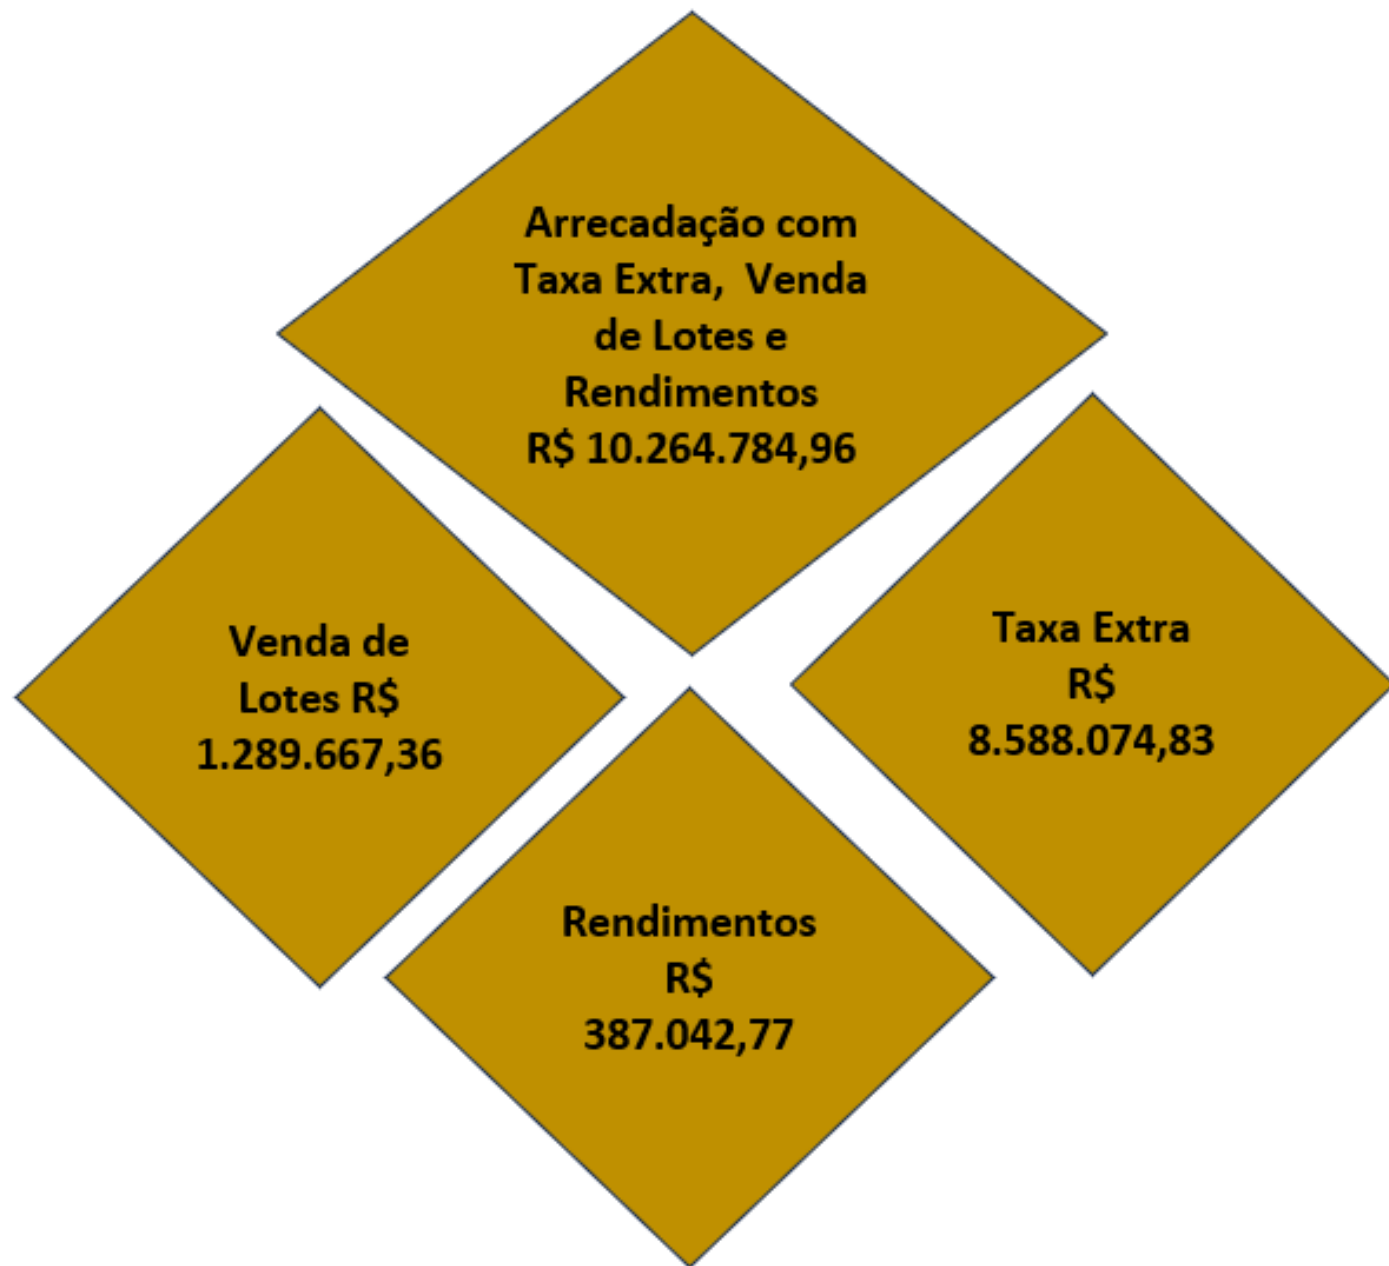 Arrecadação com
Taxa Extra,  Venda
de Lotes e
Rendimentos
R$ 10.264.784,96
Venda de
Lotes R$
1.289.667,36
Taxa Extra
R$
8.588.074,83
Rendimentos
R$
387.042,77